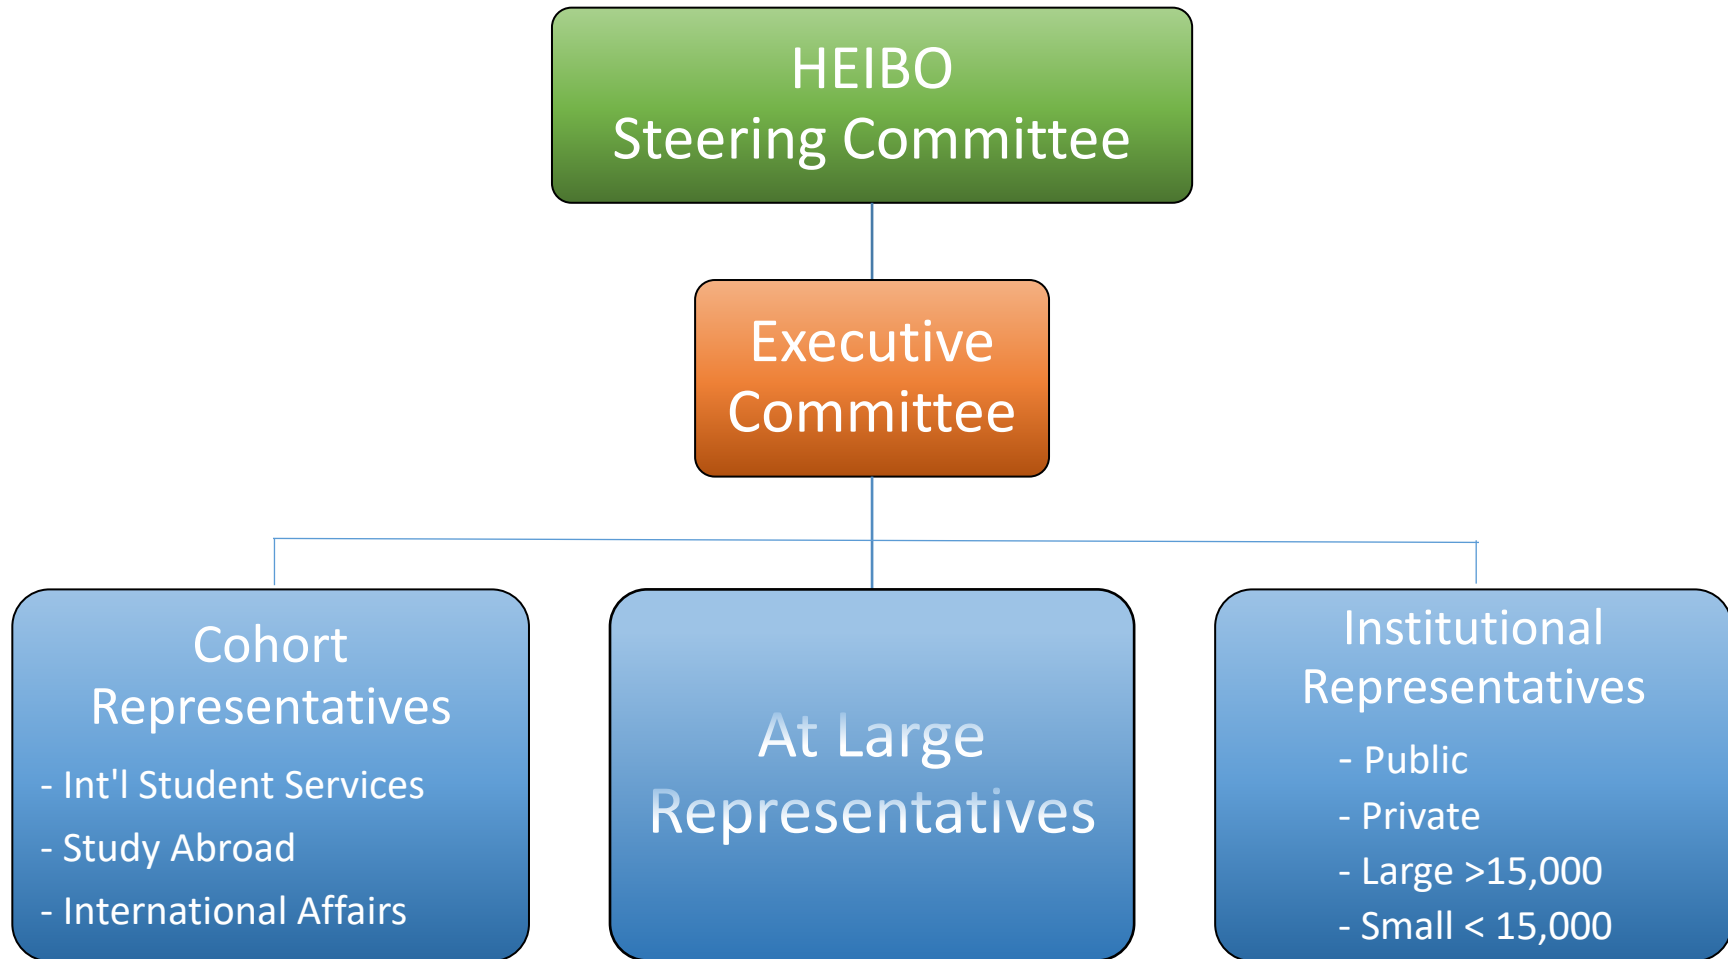 HEIBO
Steering Committee
Executive
Committee
Cohort
Representatives
- Int'l Student Services
- Study Abroad
- International Affairs
At Large
Representatives
Institutional
Representatives
- Public
- Private
- Large >15,000
- Small < 15,000